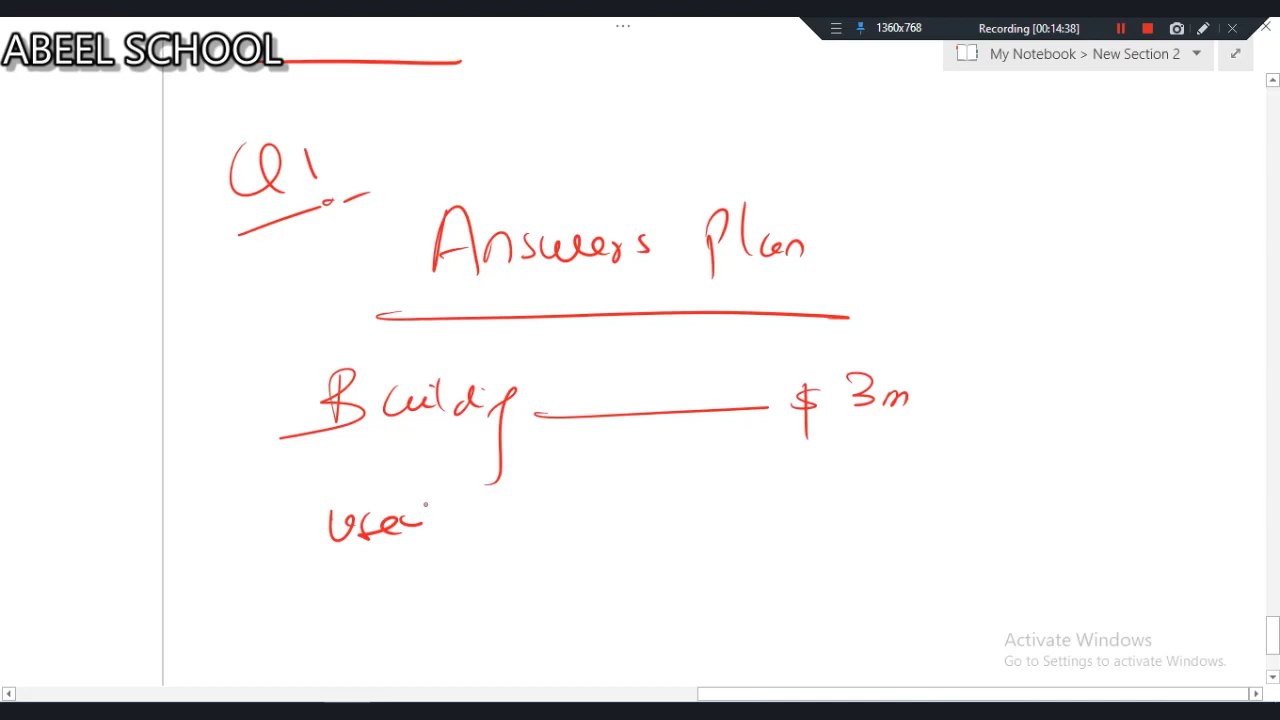 ABEEL SCHOOL
1360x768
Recording [00:14:38]
My Notebook > New Section 2
Q1
Answers Plan
Building $ 3m
Activate Windows
Go to Settings to activate Windows.